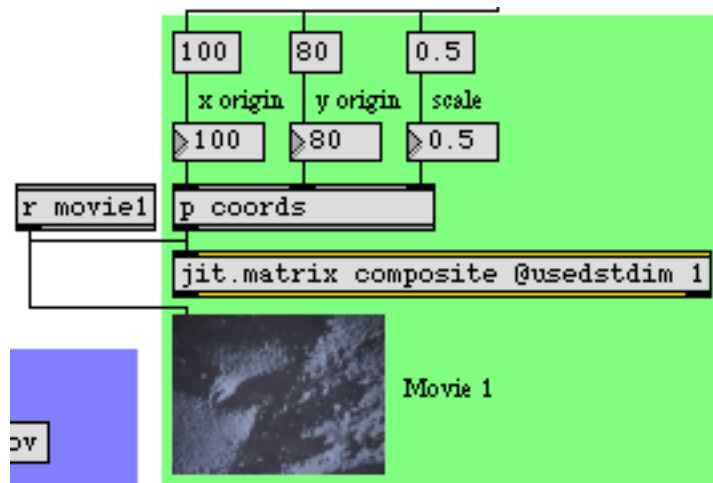 100 80 0.5
x origin y origin scale
100 80 0.5
r movie1 p coords
jit.matrix composite @usedstdim 1
Movie 1
ov